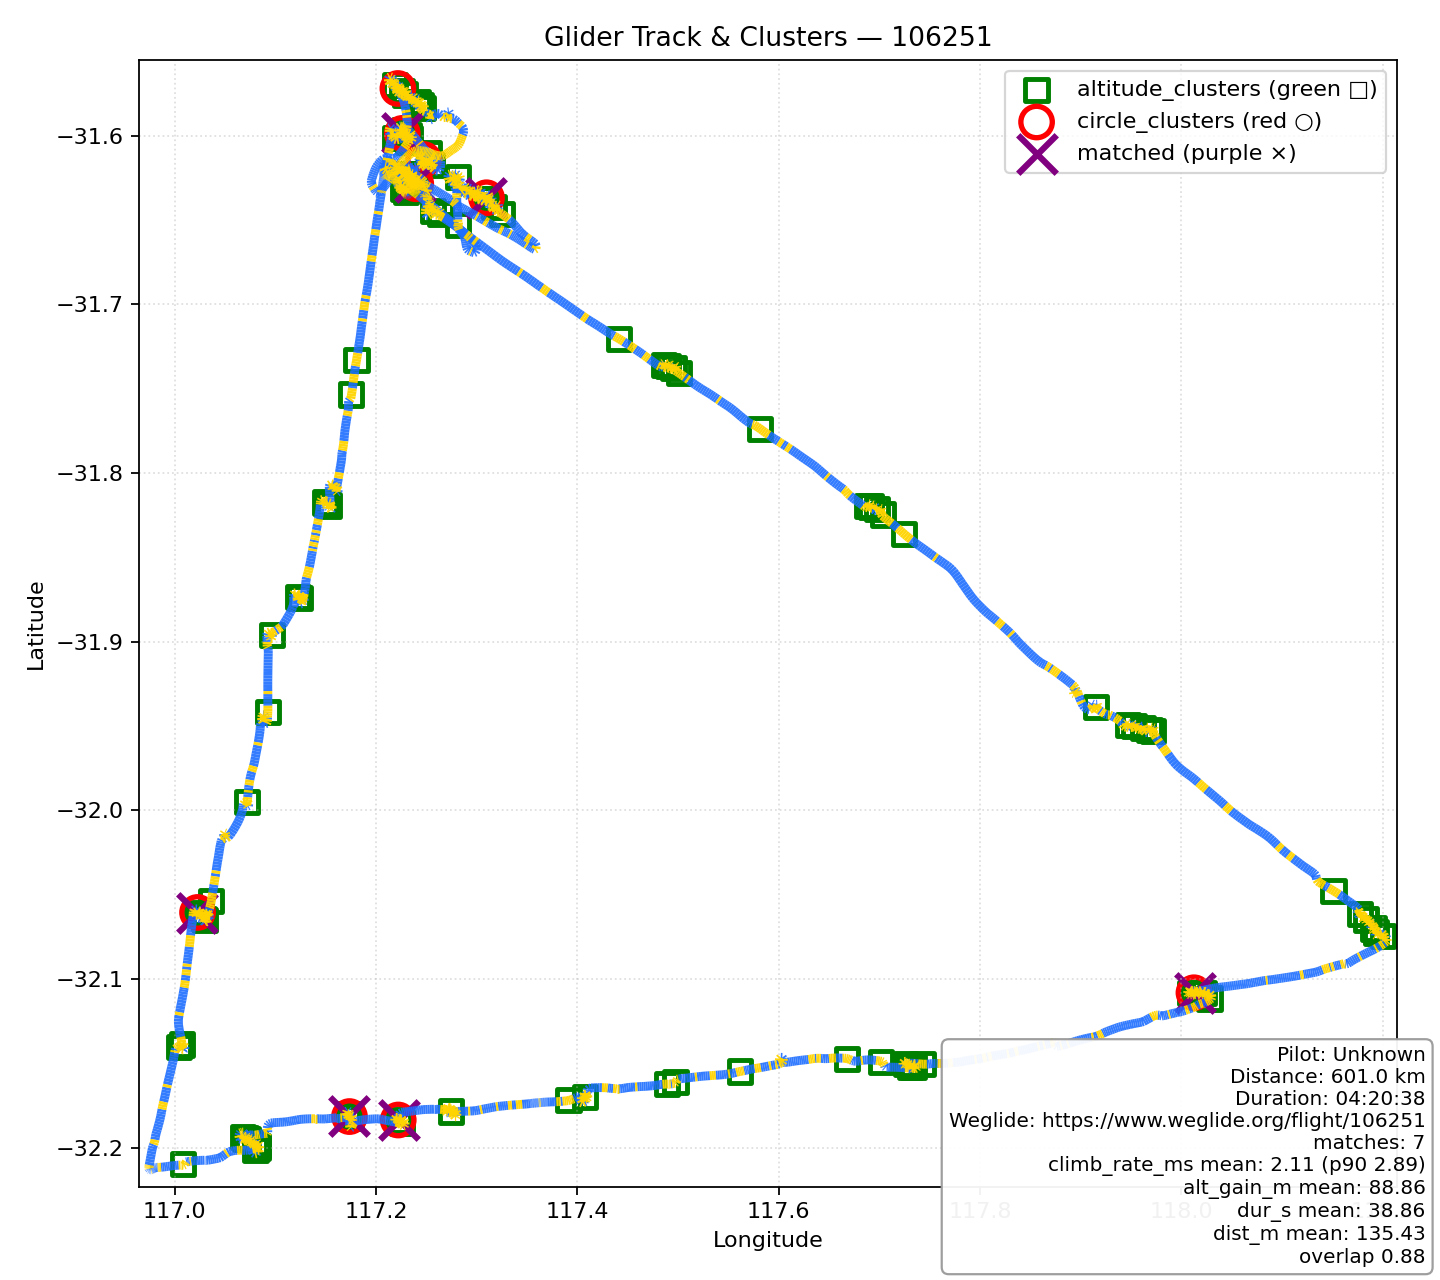 Glider Track & Clusters — 106251
altitude_clusters (green □)
circle_clusters (red ○)
matched (purple ×)
Latitude
−31.6
−31.7
−31.8
−31.9
−32.0
−32.1
−32.2
117.0
117.2
117.4
117.6
117.8
118.0
Longitude
Pilot: Unknown
Distance: 601.0 km
Duration: 04:20:38
Weglide: https://www.weglide.org/flight/106251
matches: 7
climb_rate_ms mean: 2.11 (p90 2.89)
alt_gain_m mean: 88.86
dur_s mean: 38.86
dist_m mean: 135.43
overlap 0.88